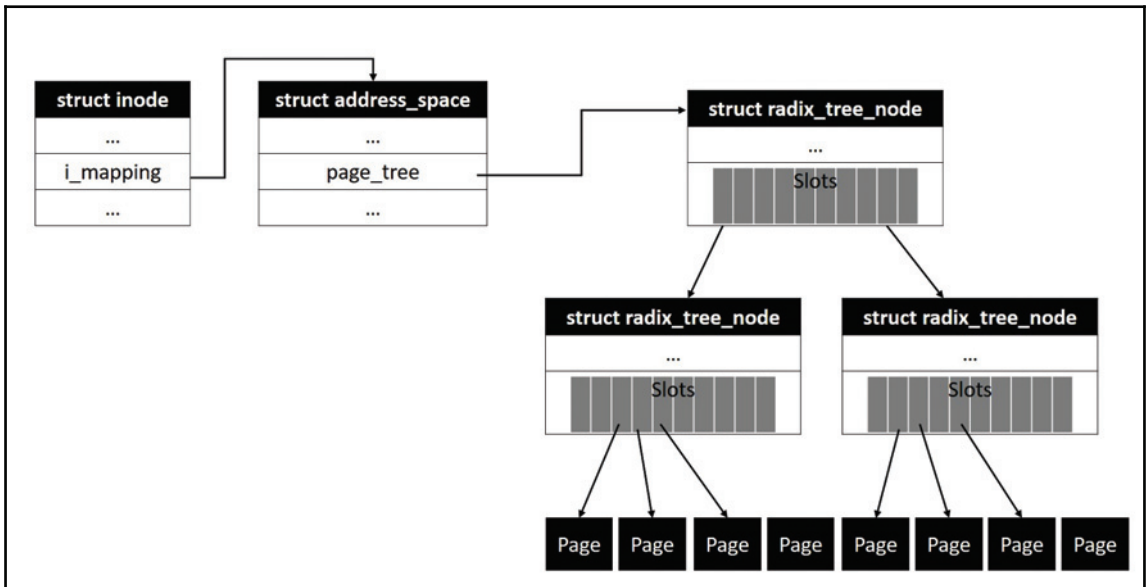 struct inode
...
i_mapping
...
struct address_space
...
page_tree
...
struct radix_tree_node
...
Slots
struct radix_tree_node
...
Slots
struct radix_tree_node
...
Slots
Page Page Page Page Page Page Page Page